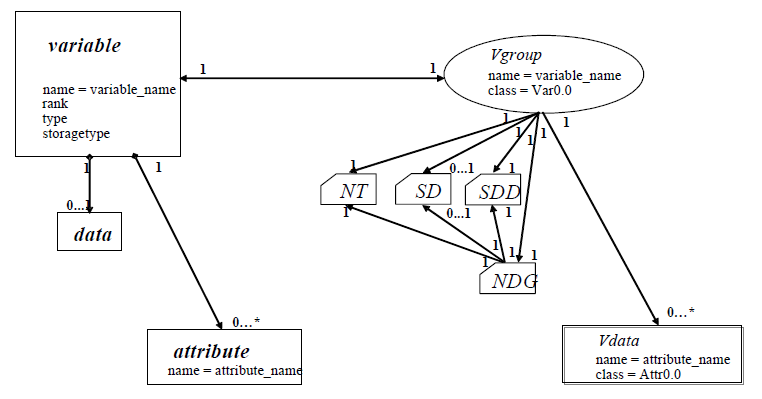 variable
name = variable_name
rank
type
storagetype
1
1
Vgroup
name = variable_name
class = Var0.0
1
1
1
1
1
1
0...1
1
NT
SD
SDD
1
0...1
1
1
1
1
1
NDG
1
1
0...1
data
0...*
attribute
name = attribute_name
0...*
Vdata
name = attribute_name
class = Attr0.0